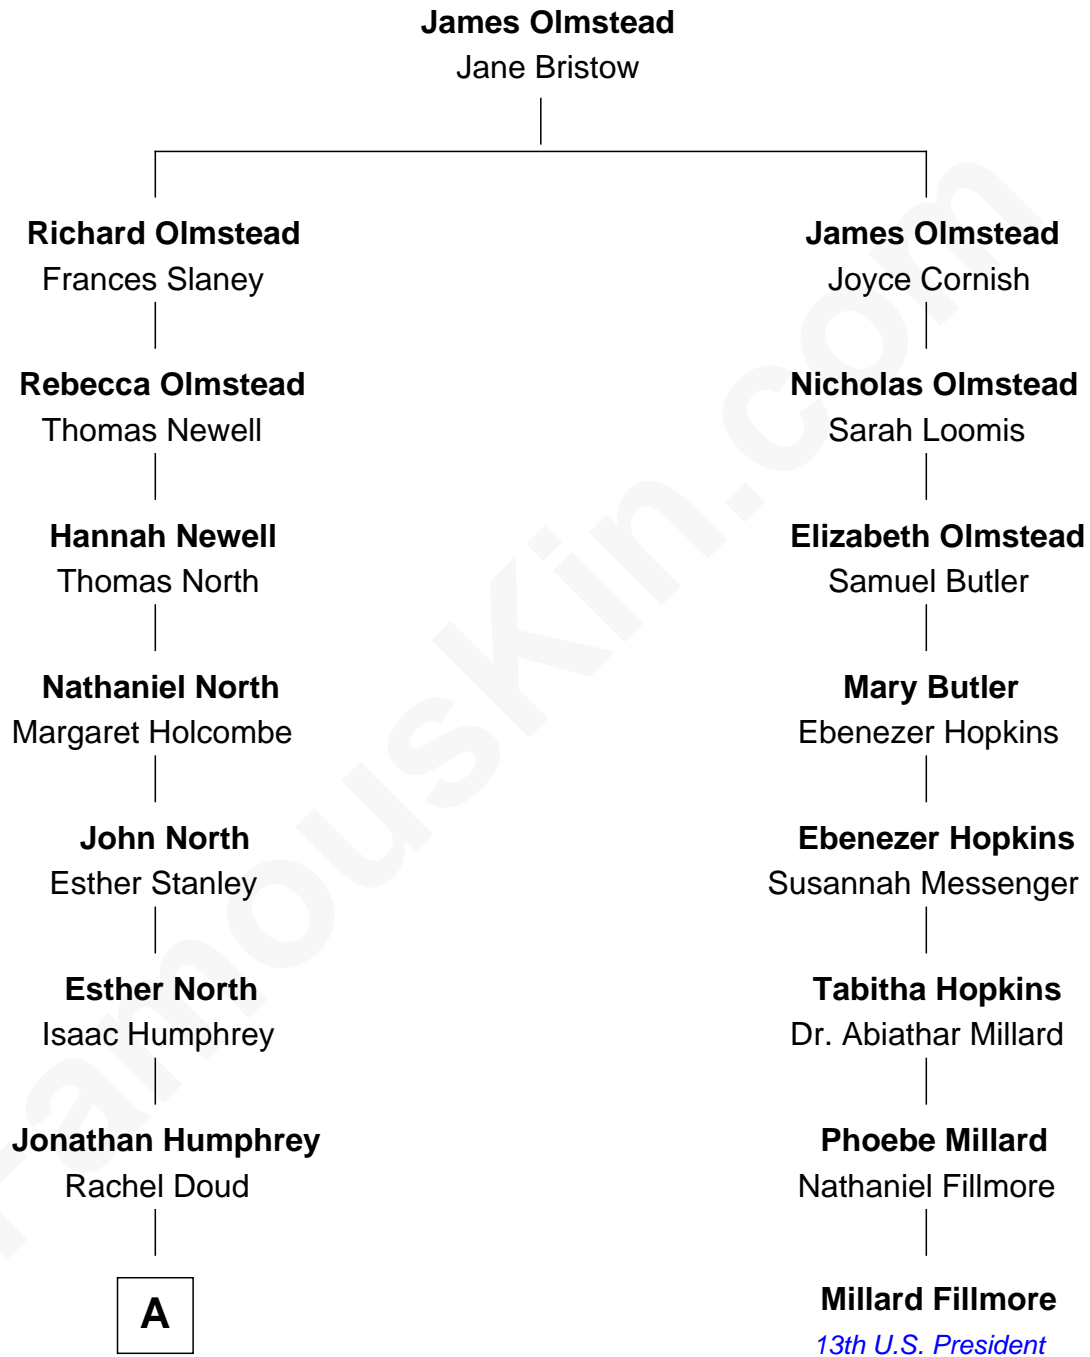 James Olmstead
Jane Bristow
Richard Olmstead
Frances Slaney
James Olmstead
Joyce Cornish
Rebecca Olmstead
Thomas Newell
Nicholas Olmstead
Sarah Loomis
Hannah Newell
Thomas North
Elizabeth Olmstead
Samuel Butler
Nathaniel North
Margaret Holcombe
Mary Butler
Ebenezer Hopkins
John North
Esther Stanley
Ebenezer Hopkins
Susannah Messenger
Esther North
Isaac Humphrey
Tabitha Hopkins
Dr. Abiathar Millard
Jonathan Humphrey
Rachel Doud
Phoebe Millard
Nathaniel Fillmore
A
Millard Fillmore
13th U.S. President
FamousKin.com